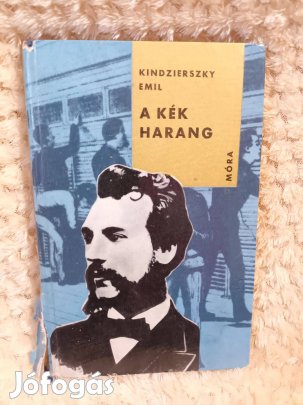 KINDZIERSZKY
EMIL
A KÉK
HARANG
MÓRA
Jófogás